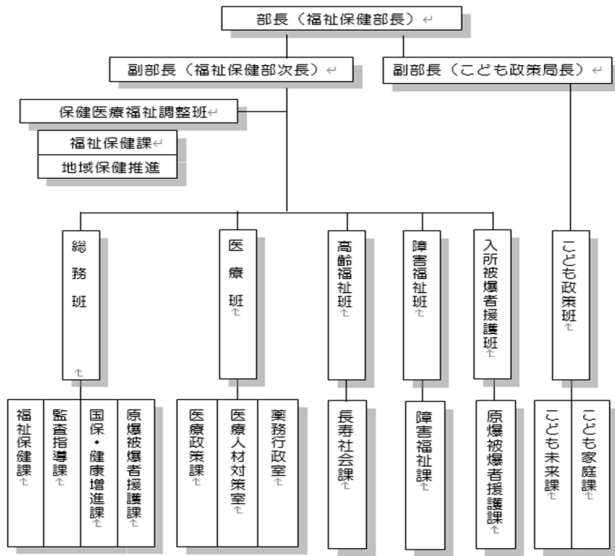 部長（福祉保健部長）
副部長（福祉保健部次長）
副部長（こども政策局長）
保健医療福祉調整班
福祉保健課
地域保健推進
総務班
医療班
高齢福祉班
障害福祉班
入所被爆者援護班
こども政策班
福祉保健課
監査指導課
国保・健康増進課
原爆被爆者援護課
医療政策課
医療人材対策室
薬務行政室
長寿社会課
障害福祉課
原爆被爆者援護課
こども未来課
こども家庭課